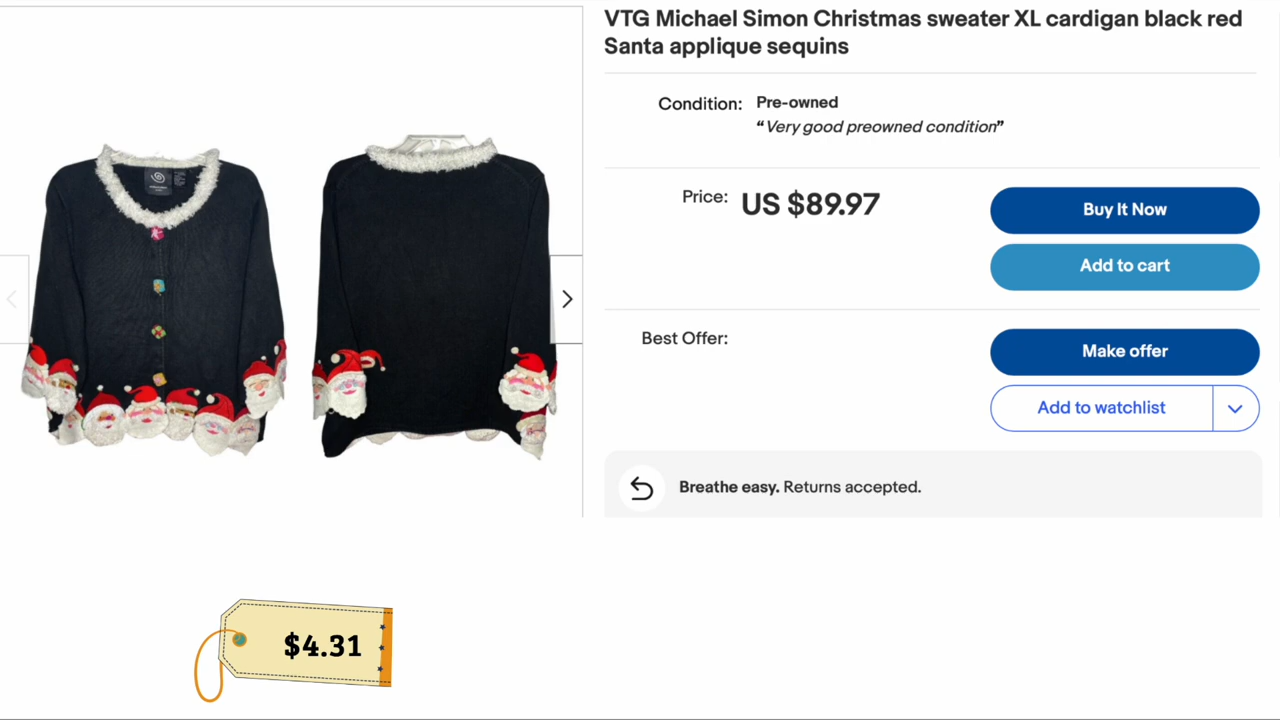 VTG Michael Simon Christmas sweater XL cardigan black red
Santa applique sequins
Condition: Pre-owned
“Very good preowned condition”
Price: US $89.97
Buy It Now
Add to cart
Best Offer:
Make offer
Add to watchlist
Breathe easy. Returns accepted.
$4.31